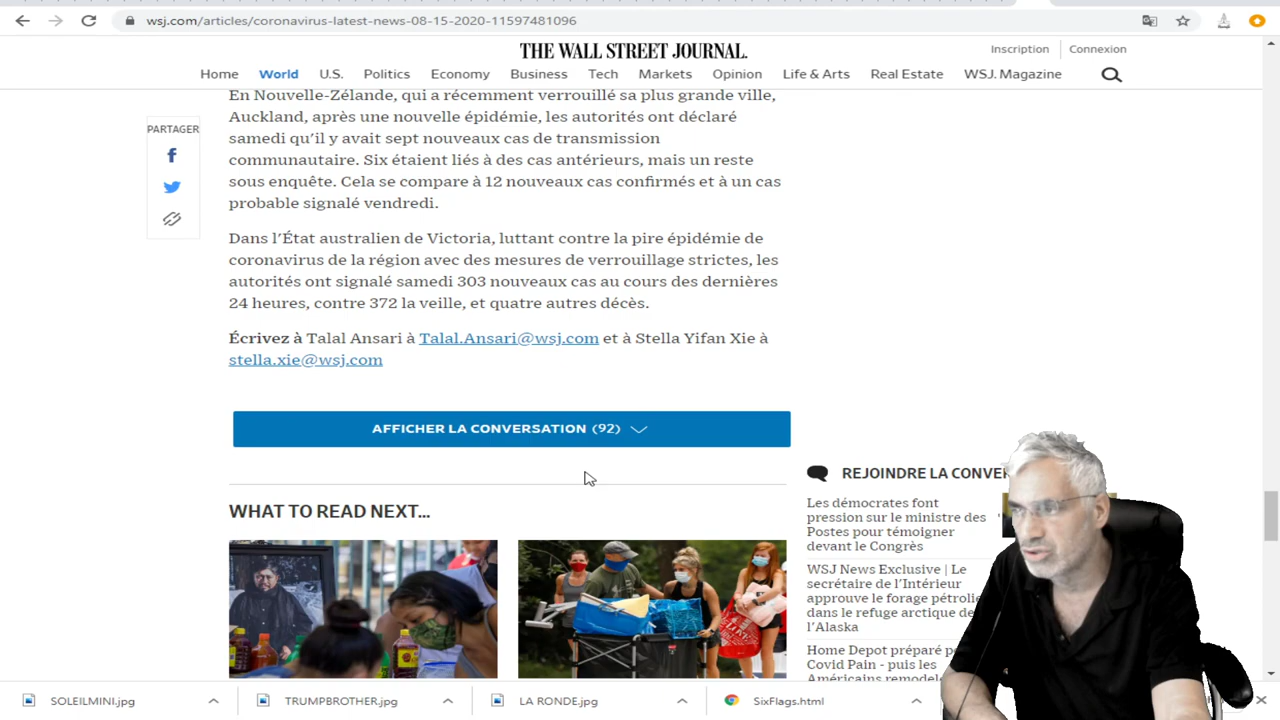 wsj.com/articles/coronavirus-latest-news-08-15-2020-11597481096
THE WALL STREET JOURNAL.
Inscription
Connexion
Home World U.S. Politics Economy Business Tech Markets Opinion Life & Arts Real Estate WSJ. Magazine
PARTAGER
En Nouvelle-Zélande, qui a récemment verrouillé sa plus grande ville,
Auckland, après une nouvelle épidémie, les autorités ont déclaré
samedi qu'il y avait sept nouveaux cas de transmission
communautaire. Six étaient liés à des cas antérieurs, mais un reste
sous enquête. Cela se compare à 12 nouveaux cas confirmés et à un cas
probable signalé vendredi.
Dans l'État australien de Victoria, luttant contre la pire épidémie de
coronavirus de la région avec des mesures de verrouillage strictes, les
autorités ont signalé samedi 303 nouveaux cas au cours des dernières
24 heures, contre 372 la veille, et quatre autres décès.
Écrivez à Talal Ansari à Talal.Ansari@wsj.com et à Stella Yifan Xie à
stella.xie@wsj.com
AFFICHER LA CONVERSATION (92)
WHAT TO READ NEXT...
REJOINDRE LA CONVER
Les démocrates font
pression sur le ministre des
Postes pour témoigner
devant le Congrès
WSJ News Exclusive | Le
secrétaire de l'Intérieur
approuve le forage pétrolie
dans le refuge arctique de
l'Alaska
Home Depot préparé p
Covid Pain - puis les
Américains remodel
SOLEILMINI.jpg
TRUMPBROTHER.jpg
LA RONDE.jpg
SixFlags.html